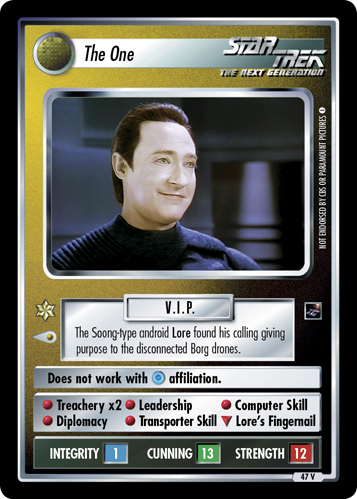 The One
STAR TREK
THE NEXT GENERATION
NOT ENDORSED BY CBS OR PARAMOUNT PICTURES
V.I.P.
The Soong-type android Lore found his calling giving
purpose to the disconnected Borg drones.
Does not work with affiliation.
Treachery x2 Leadership Computer Skill
Diplomacy Transporter Skill Lore's Fingernail
INTEGRITY 1 CUNNING 13 STRENGTH 12
47 V